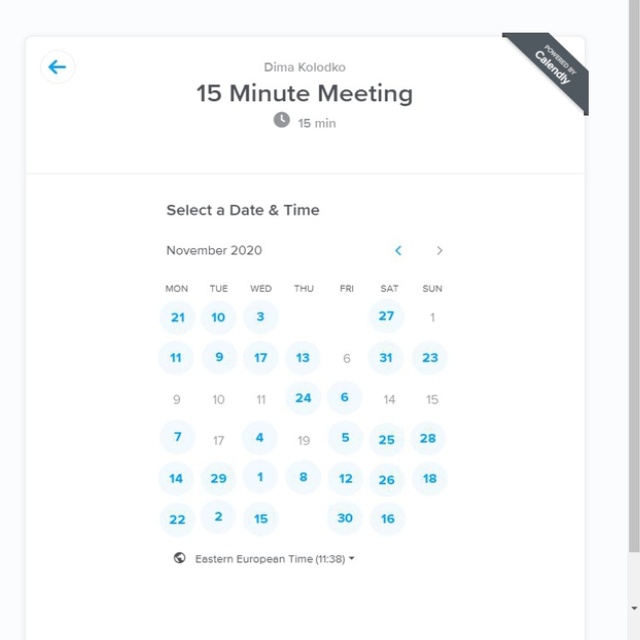 Dima Kolodko
15 Minute Meeting
15 min
POWERED BY
Calendly
Select a Date & Time
November 2020
MON TUE WED THU FRI SAT SUN
21 10 3 27 1
11 9 17 13 6 31 23
9 10 11 24 6 14 15
7 17 4 19 5 25 28
14 29 1 8 12 26 18
22 2 15 30 16
Eastern European Time (11:38)